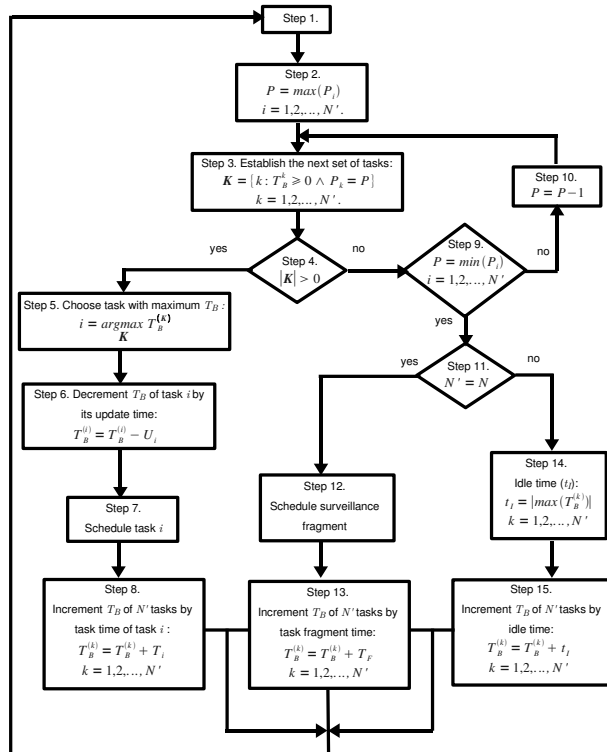 Step 1.
Step 2.
P = max(P_i)
i = 1,2,..., N'.
Step 3. Establish the next set of tasks:
K = {k: T_B^k ⩾ 0 ∧ P_k = P}
k = 1,2,..., N'.
Step 10.
P = P−1
yes
Step 4.
|K| > 0
no
Step 9.
P = min(P_i)
i = 1,2,..., N'
no
yes
Step 5. Choose task with maximum T_B :
i = argmax T_B^(K)
K
Step 6. Decrement T_B of task i by
its update time:
T_B^(i) = T_B^(i) − U_i
Step 7.
Schedule task i
Step 8.
Increment T_B of N' tasks by
task time of task i :
T_B^(k) = T_B^(k) + T_i
k = 1,2,..., N'
yes
Step 11.
N' = N
no
Step 12.
Schedule surveillance
fragment
Step 13.
Increment T_B of N' tasks by
task fragment time:
T_B^(k) = T_B^(k) + T_F
k = 1,2,..., N'
Step 14.
Idle time (t_I):
t_I = |max(T_B^(k))|
k = 1,2,..., N'
Step 15.
Increment T_B of N' tasks by
idle time:
T_B^(k) = T_B^(k) + t_I
k = 1,2,..., N'